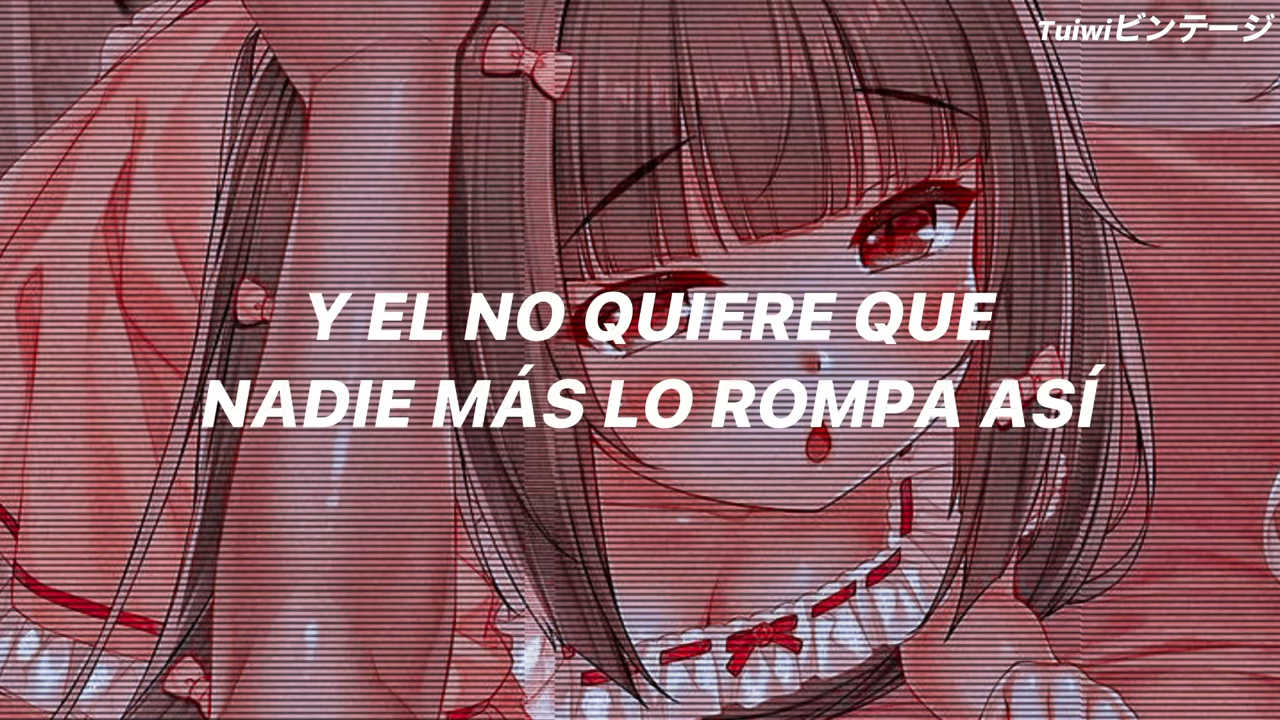 Tuiwiビンテージ
Y EL NO QUIERE QUE
NADIE MÁS LO ROMPA ASÍ